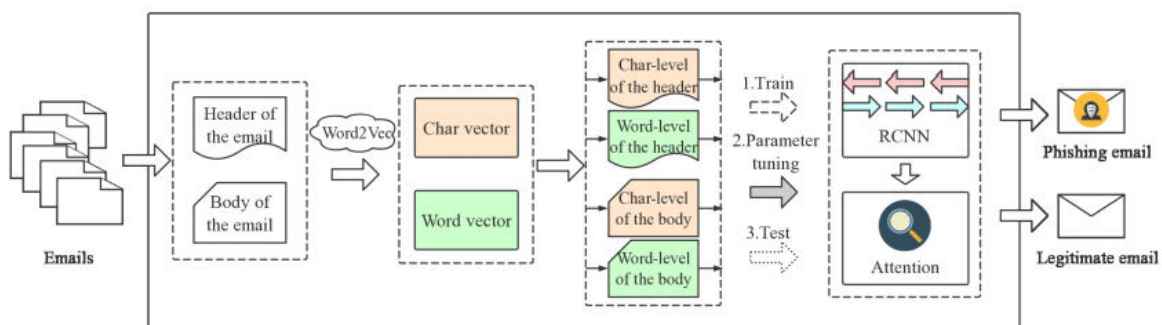 Emails
Header of
the email
Body of
the email
Word2Vec
Char vector
Word vector
Char-level
of the header
Word-level
of the header
Char-level
of the body
Word-level
of the body
1.Train
2.Parameter
tuning
3.Test
RCNN
Attention
Phishing email
Legitimate email